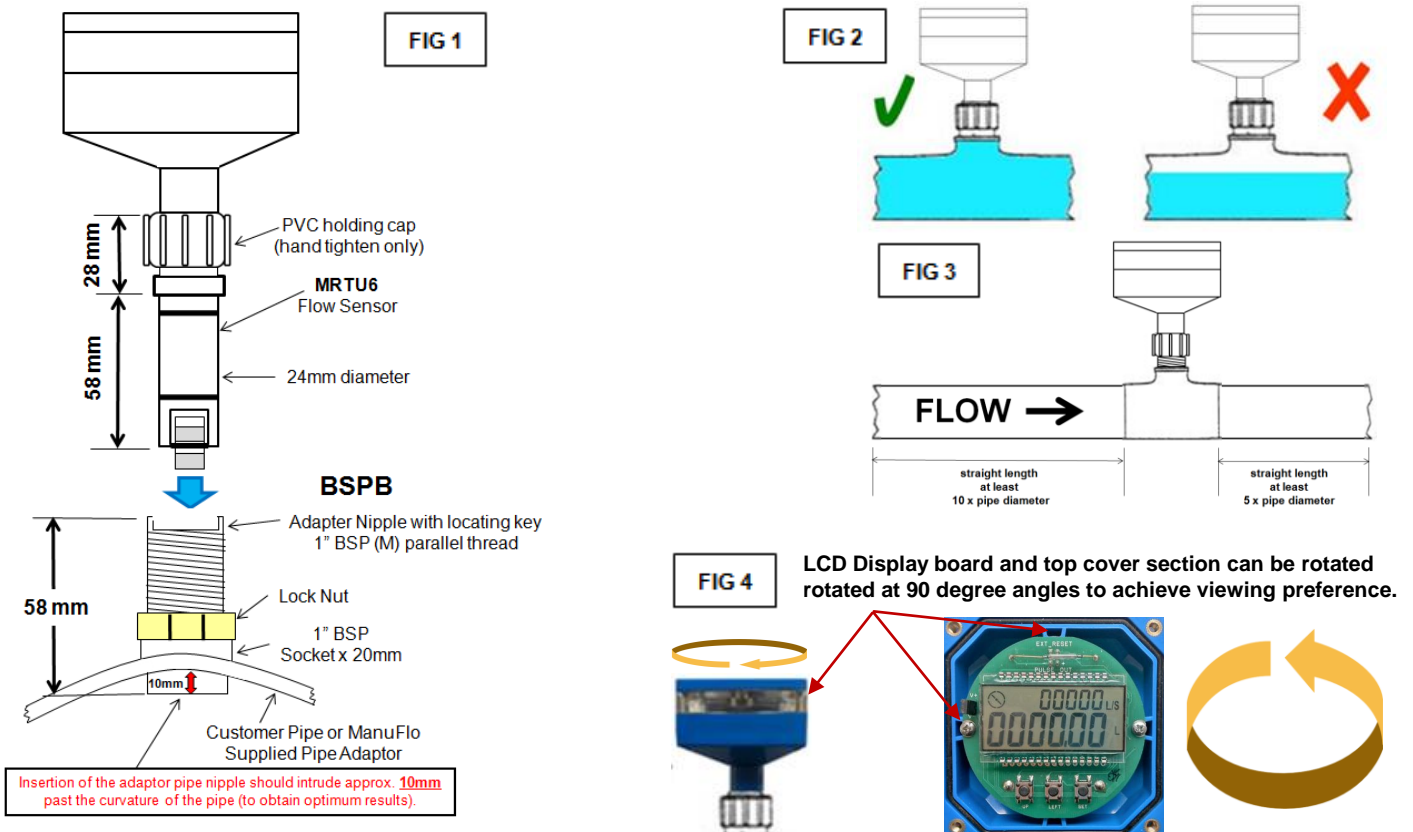 FIG 1
PVC holding cap
(hand tighten only)
28 mm
MRTU6
Flow Sensor
58 mm
24mm diameter
BSPB
Adapter Nipple with locating key
1” BSP (M) parallel thread
58 mm
Lock Nut
1” BSP
Socket x 20mm
10mm
Customer Pipe or ManuFlo
Supplied Pipe Adaptor
Insertion of the adaptor pipe nipple should intrude approx. 10mm
past the curvature of the pipe (to obtain optimum results).
FIG 2
FIG 3
FLOW
straight length
at least
10 x pipe diameter
straight length
at least
5 x pipe diameter
FIG 4
LCD Display board and top cover section can be rotated
rotated at 90 degree angles to achieve viewing preference.
EXT_RESET
PULSE_OUT
V+
00000 L/S
000000 L
UP LEFT SET